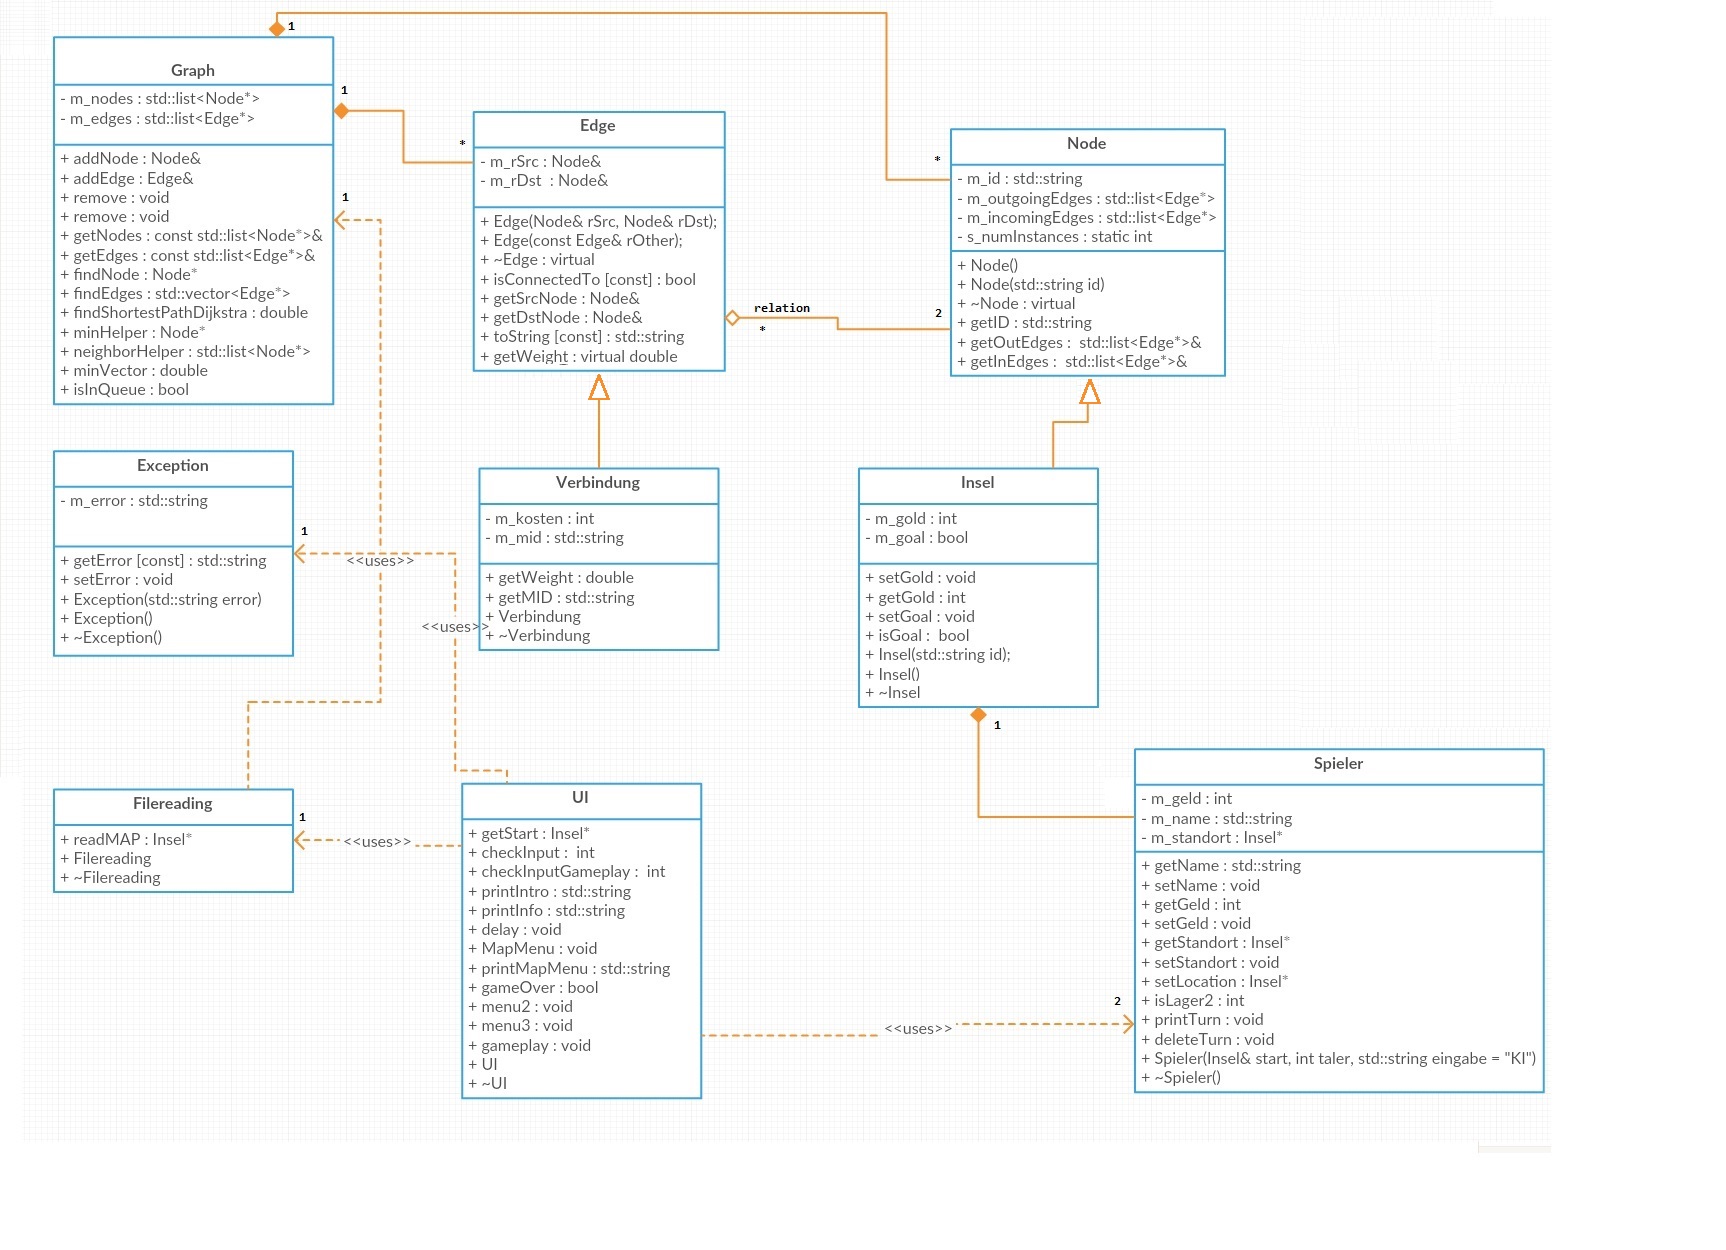 1
Graph
- m_nodes : std::list<Node*>
- m_edges : std::list<Edge*>
+ addNode : Node&
+ addEdge : Edge&
+ remove : void
+ remove : void
+ getNodes : const std::list<Node*>&
+ getEdges : const std::list<Edge*>&
+ findNode : Node*
+ findEdges : std::vector<Edge*>
+ findShortestPathDijkstra : double
+ minHelper : Node*
+ neighborHelper : std::list<Node*>
+ minVector : double
+ isInQueue : bool
1
*
1
Edge
- m_rSrc : Node&
- m_rDst  : Node&
+ Edge(Node& rSrc, Node& rDst);
+ Edge(const Edge& rOther);
+ ~Edge : virtual
+ isConnectedTo [const] : bool
+ getSrcNode : Node&
+ getDstNode : Node&
+ toString [const] : std::string
+ getWeight : virtual double
relation
*
2
*
Node
- m_id : std::string
- m_outgoingEdges : std::list<Edge*>
- m_incomingEdges : std::list<Edge*>
- s_numInstances : static int
+ Node()
+ Node(std::string id)
+ ~Node : virtual
+ getID : std::string
+ getOutEdges :  std::list<Edge*>&
+ getInEdges :  std::list<Edge*>&
Exception
- m_error : std::string
+ getError [const] : std::string
+ setError : void
+ Exception(std::string error)
+ Exception()
+ ~Exception()
1
<<uses>>
<<uses>>
Verbindung
- m_kosten : int
- m_mid : std::string
+ getWeight : double
+ getMID : std::string
+ Verbindung
+ ~Verbindung
Insel
- m_gold : int
- m_goal : bool
+ setGold : void
+ getGold : int
+ setGoal : void
+ isGoal :  bool
+ Insel(std::string id);
+ Insel()
+ ~Insel
1
Filereading
+ readMAP : Insel*
+ Filereading
+ ~Filereading
1
<<uses>>
UI
+ getStart : Insel*
+ checkInput :  int
+ checkInputGameplay :  int
+ printIntro : std::string
+ printInfo : std::string
+ delay : void
+ MapMenu : void
+ printMapMenu : std::string
+ gameOver : bool
+ menu2 : void
+ menu3 : void
+ gameplay : void
+ UI
+ ~UI
<<uses>>
2
Spieler
- m_geld : int
- m_name : std::string
- m_standort : Insel*
+ getName : std::string
+ setName : void
+ getGeld : int
+ setGeld : void
+ getStandort : Insel*
+ setStandort : void
+ setLocation : Insel*
+ isLager2 : int
+ printTurn : void
+ deleteTurn : void
+ Spieler(Insel& start, int taler, std::string eingabe = "KI")
+ ~Spieler()